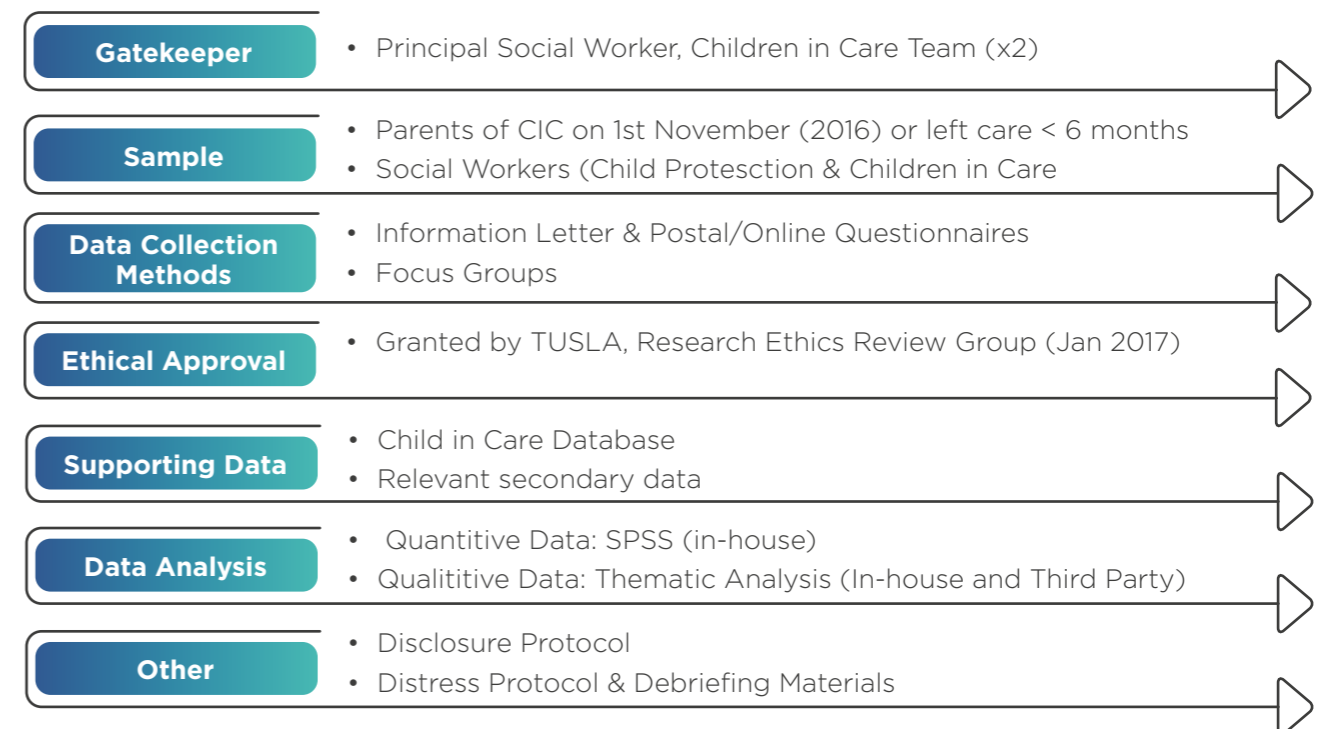 Gatekeeper
• Principal Social Worker, Children in Care Team (x2)
Sample
• Parents of CIC on 1st November (2016) or left care < 6 months
• Social Workers (Child Protesction & Children in Care
Data Collection
Methods
• Information Letter & Postal/Online Questionnaires
• Focus Groups
Ethical Approval
• Granted by TUSLA, Research Ethics Review Group (Jan 2017)
Supporting Data
• Child in Care Database
• Relevant secondary data
Data Analysis
• Quantitive Data: SPSS (in-house)
• Qualititive Data: Thematic Analysis (In-house and Third Party)
Other
• Disclosure Protocol
• Distress Protocol & Debriefing Materials